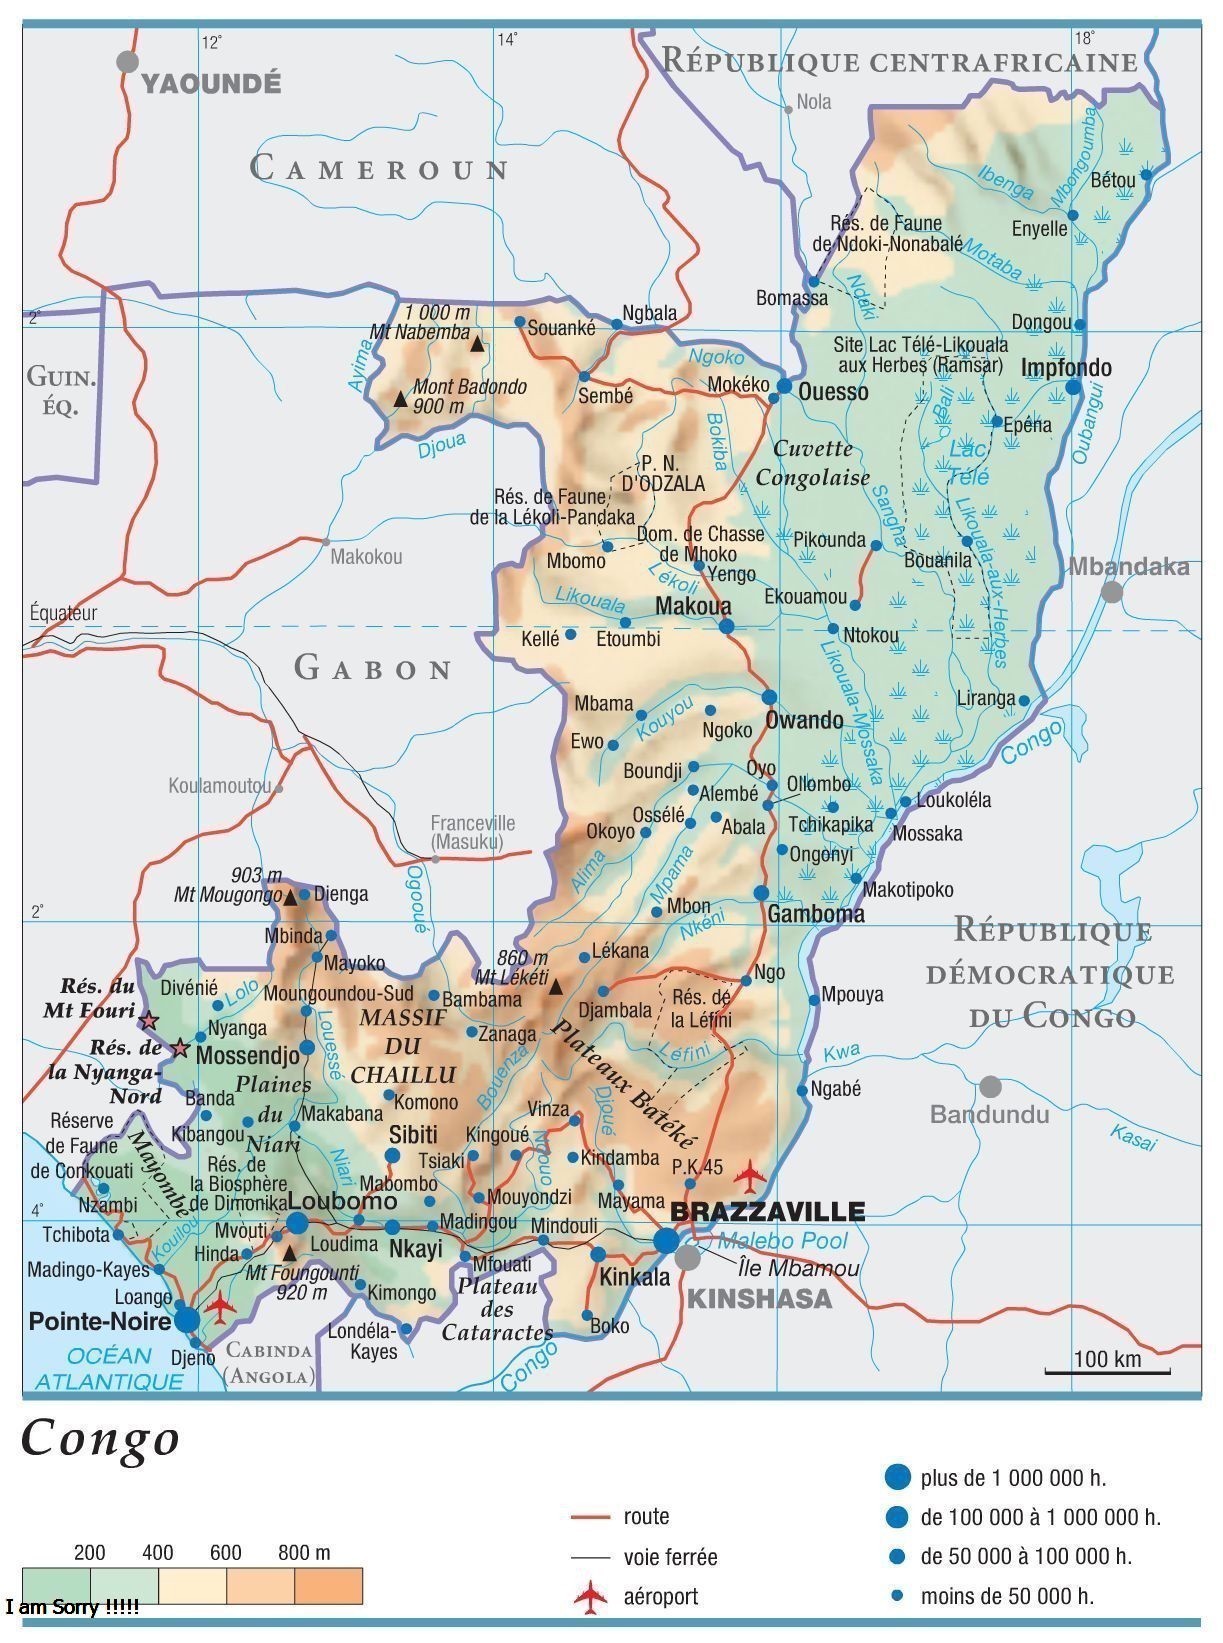 12°
14°
18°
YAOUNDÉ
RÉPUBLIQUE CENTRAFRICAINE
Nola
CAMEROUN
Ibenga
Mbongoumba
Bétou
Enyelle
Rés. de Faune
de Ndoki-Nonabalé
Motaba
Bomassa
Ndaki
2°
1 000 m
Mt Nabemba
Souanké
Ngbala
Dongou
Ayima
Ngoko
Site Lac Télé-Likouala
aux Herbes (Ramsar)
Impfondo
GUIN.
ÉQ.
Mont Badondo
900 m
Sembé
Mokéko
Ouesso
Bali
Oubangui
Djoua
Bokiba
Epéna
Cuvette
Congolaise
Lac
Télé
P. N.
D'ODZALA
Rés. de Faune
de la Lékoli-Pandaka
Sangha
Likouala-aux-Herbes
Makokou
Mbomo
Dom. de Chasse
de Mhoko
Yengo
Pikounda
Bouanila
Mbandaka
Lékoli
Likouala
Makoua
Ekouamou
Équateur
Kellé
Etoumbi
Ntokou
GABON
Likouala-Mossaka
Mbama
Kouyou
Ngoko
Owando
Liranga
Ewo
Congo
Boundji
Oyo
Koulamoutou
Alembé
Ollombo
Loukoléla
Franceville
(Masuku)
Ossélé
Okoyo
Abala
Tchikapika
Mossaka
Alima
Mpama
Ongonyi
903 m
Mt Mougongo
Dienga
Ogooué
Makotipoko
2°
Mbon
Nkéni
Gamboma
Mbinda
RÉPUBLIQUE
DÉMOCRATIQUE
DU CONGO
Mayoko
860 m
Mt Lékéti
Lékana
Ngo
Rés. du
Mt Fouri
Divénié
Lolo
Moungoundou-Sud
Bambama
Djambala
Rés. de
la Léfini
Mpouya
MASSIF
DU
CHAILLU
Nyanga
Zanaga
Plateaux Batéké
Rés. de
la Nyanga-
Nord
Mossendjo
Louessé
Léfini
Kwa
Plaines
du
Niari
Bouenza
Djoué
Ngabé
Bandundu
Banda
Komono
Réserve
de Faune
de Conkouati
Kibangou
Makabana
Vinza
Kasai
Mayombe
Sibiti
Kingoué
Niari
Tsiaki
Kindamba
P.K.45
Rés. de
la Biosphère
de Dimonika
Loubomo
Mabombo
Mouyondzi
Mayama
Nzambi
4°
BRAZZAVILLE
Tchibota
Kouilou
Mvouti
Madingou
Mindouli
Malebo Pool
Hinda
Loudima
Nkayi
Mfouati
Kinkala
Île Mbamou
Madingo-Kayes
Mt Foungounti
920 m
Kimongo
Plateau
des
Cataractes
KINSHASA
Loango
Pointe-Noire
Londéla-
Kayes
Boko
Djeno
CABINDA
(ANGOLA)
Congo
OCÉAN
ATLANTIQUE
100 km
Congo
plus de 1 000 000 h.
route
de 100 000 à 1 000 000 h.
200 400 600 800 m
voie ferrée
de 50 000 à 100 000 h.
I am Sorry !!!!!
aéroport
moins de 50 000 h.